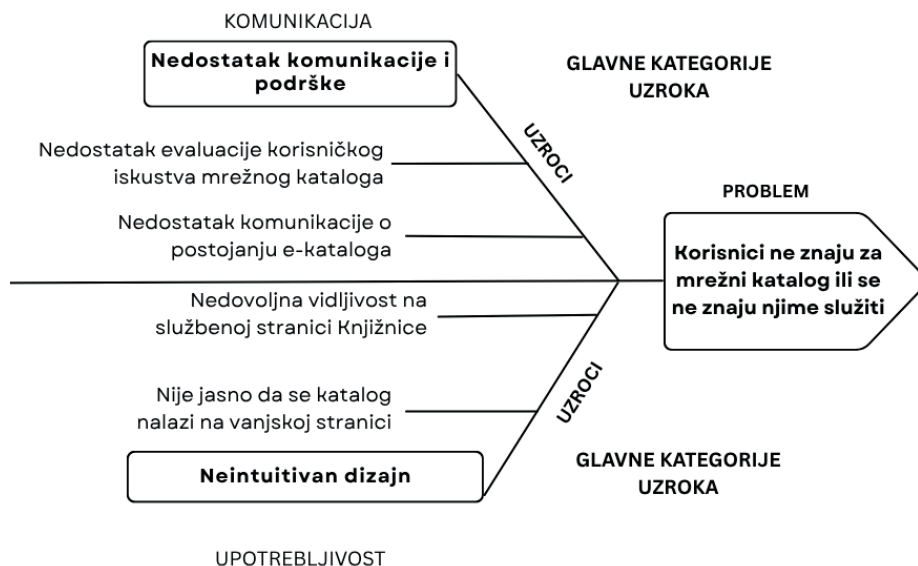 KOMUNIKACIJA
Nedostatak komunikacije i
podrške
GLAVNE KATEGORIJE
UZROKA
UZROCI
Nedostatak evaluacije korisničkog
iskustva mrežnog kataloga
Nedostatak komunikacije o
postojanju e-kataloga
PROBLEM
Korisnici ne znaju za
mrežni katalog ili se
ne znaju njime služiti
Nedovoljna vidljivost na
službenoj stranici Knjižnice
Nije jasno da se katalog
nalazi na vanjskoj stranici
UZROCI
Neintuitivan dizajn
GLAVNE KATEGORIJE
UZROKA
UPOTREBLJIVOST